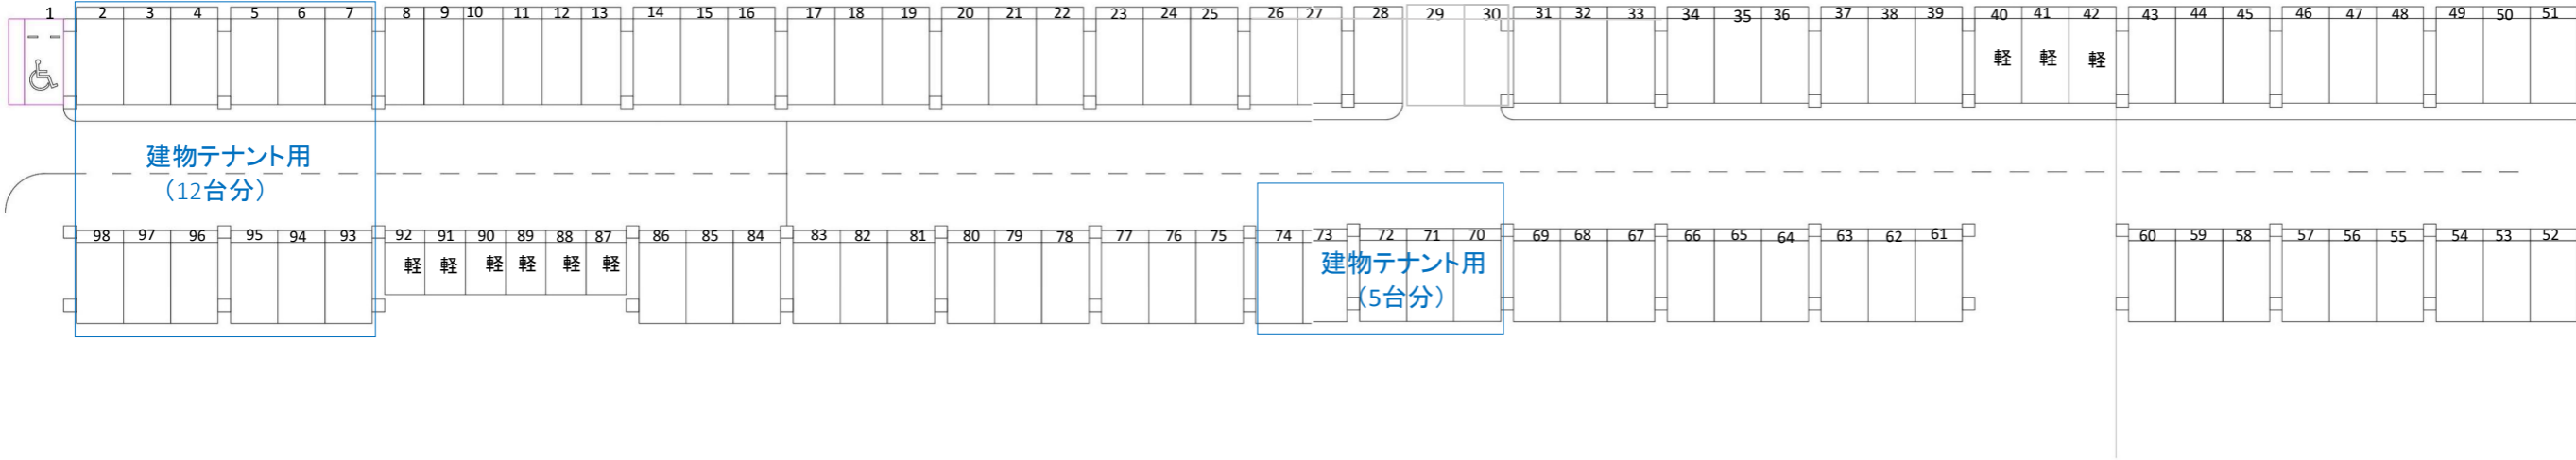 1 2 3 4 5 6 7 8 9 10 11 12 13 14 15 16 17 18 19 20 21 22 23 24 25 26 27 28 29 30 31 32 33 34 35 36 37 38 39 40 41 42 43 44 45 46 47 48 49 50 51
軽 軽 軽
建物テナント用
（12台分）
98 97 96 95 94 93 92 91 90 89 88 87 86 85 84 83 82 81 80 79 78 77 76 75 74 73 72 71 70 69 68 67 66 65 64 63 62 61 60 59 58 57 56 55 54 53 52
軽 軽 軽 軽 軽 軽
建物テナント用
（5台分）